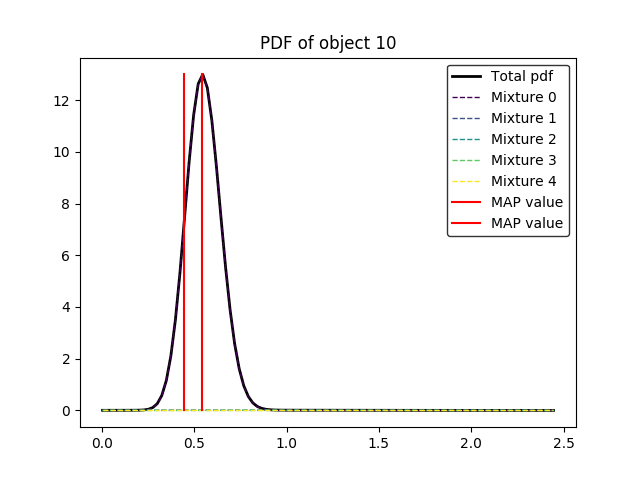 PDF of object 10
Total pdf
Mixture 0
Mixture 1
Mixture 2
Mixture 3
Mixture 4
MAP value
MAP value
12
10
8
6
4
2
0
0.0 0.5 1.0 1.5 2.0 2.5